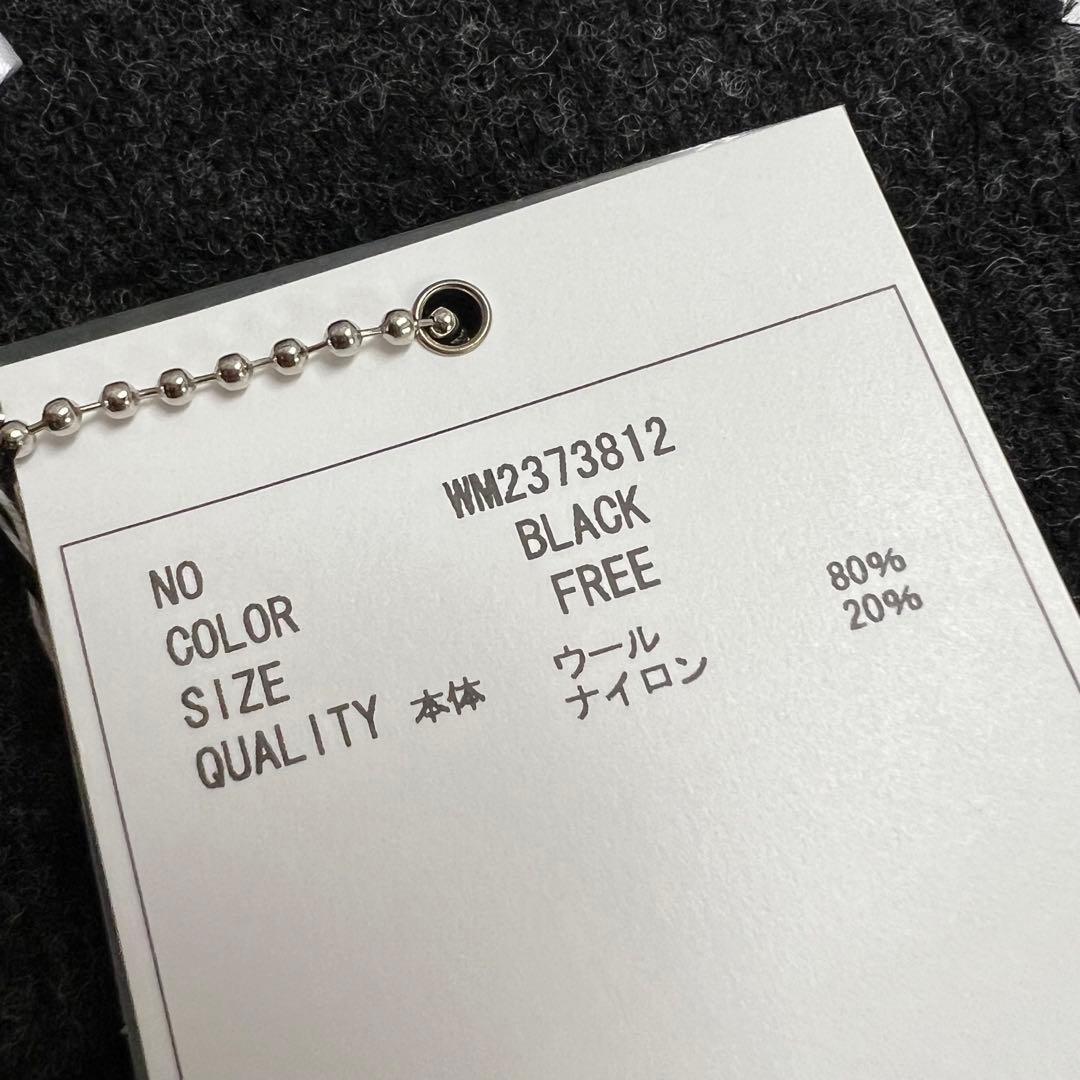 NO WM2373812
COLOR BLACK
SIZE FREE
QUALITY 本体 ウール 80%
ナイロン 20%